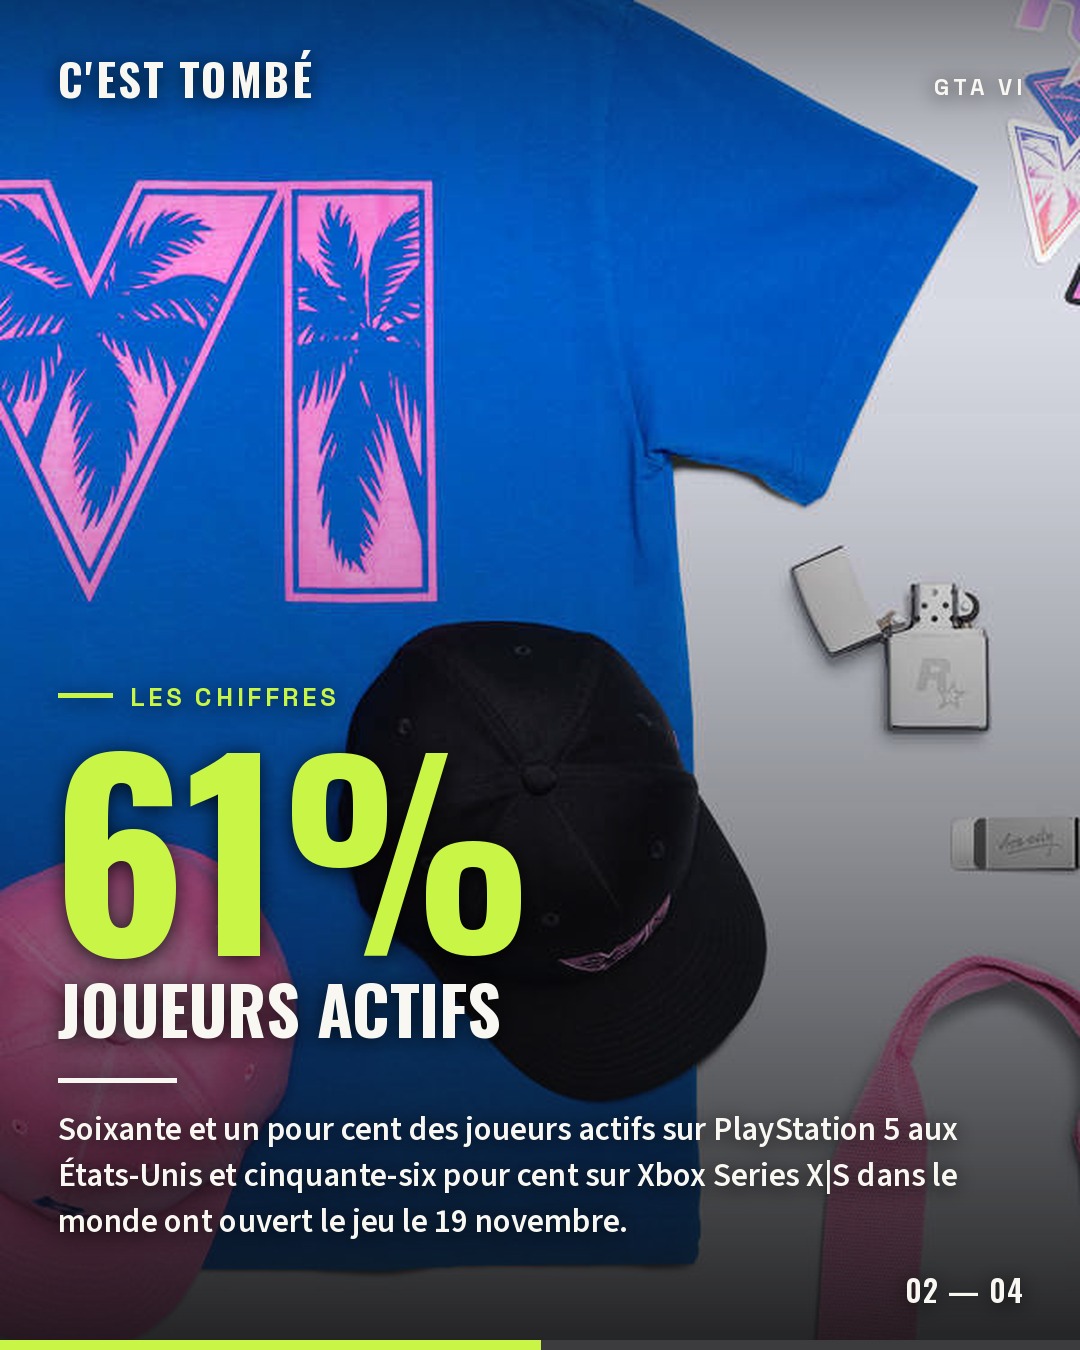 C'EST TOMBÉ
GTA VI
VI
LES CHIFFRES
61%
JOUEURS ACTIFS
Soixante et un pour cent des joueurs actifs sur PlayStation 5 aux
États-Unis et cinquante-six pour cent sur Xbox Series X|S dans le
monde ont ouvert le jeu le 19 novembre.
02 — 04